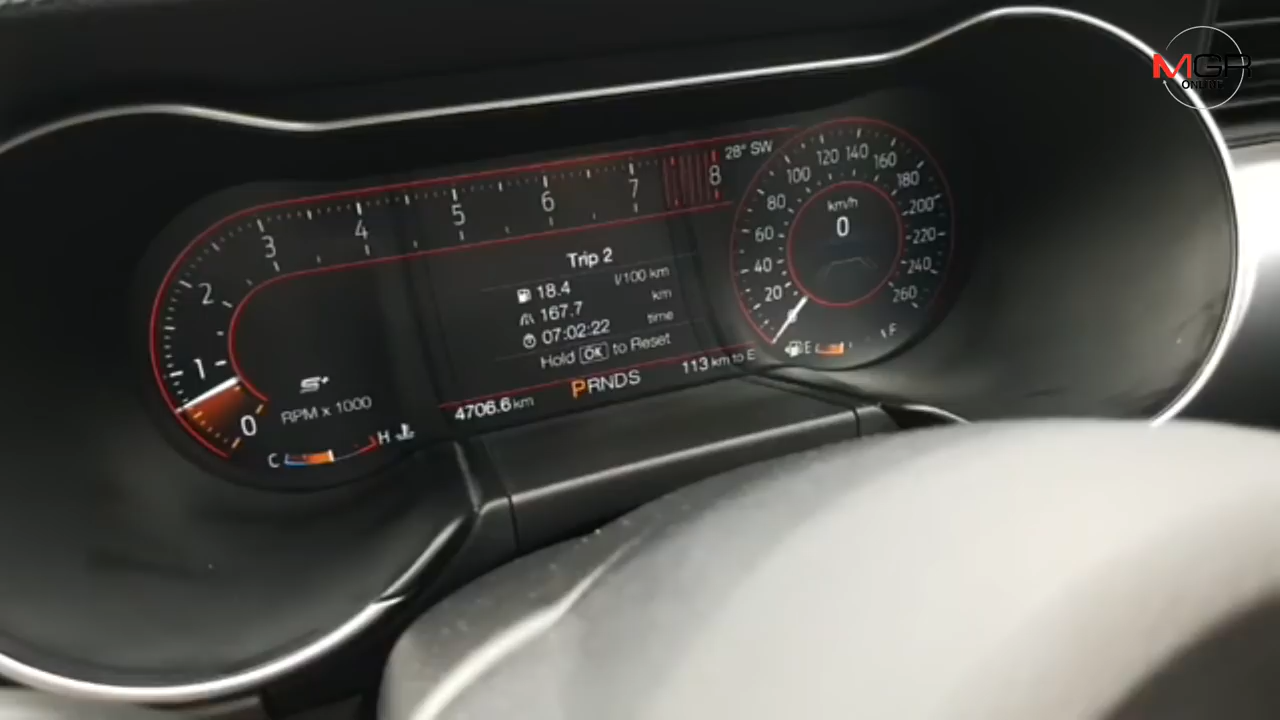 MGR
ONLINE
28° SW
0 1 2 3 4 5 6 7 8
S+
RPM x 1000
C H
Trip 2
18.4 l/100 km
167.7 km
07:02:22 time
Hold OK to Reset
4706.6 km
PRNDS
113 km to E
0 20 40 60 80 100 120 140 160 180 200 220 240 260
km/h
0
E F